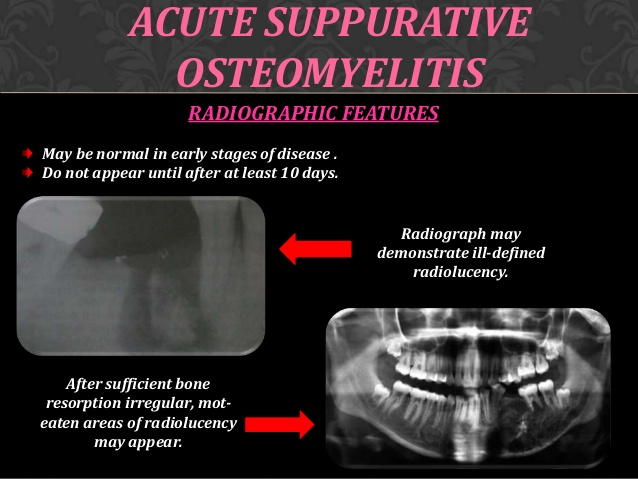 ACUTE SUPPURATIVE
OSTEOMYELITIS
RADIOGRAPHIC FEATURES
May be normal in early stages of disease .
Do not appear until after at least 10 days.
Radiograph may
demonstrate ill-defined
radiolucency.
After sufficient bone
resorption irregular, mot-
eaten areas of radiolucency
may appear.